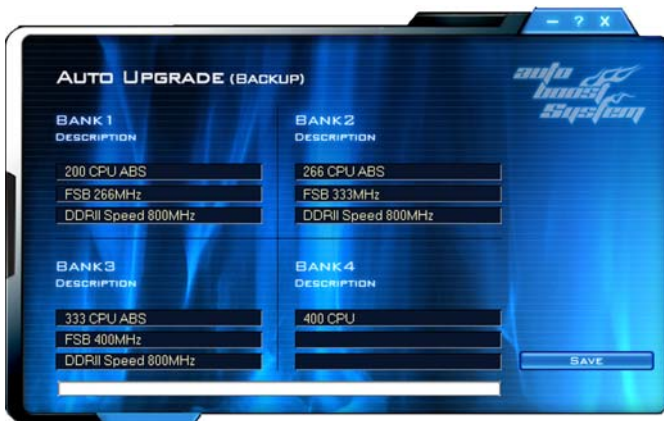 — ? X
AUTO UPGRADE (BACKUP)
auto
boost
System
BANK1
DESCRIPTION
200 CPU ABS
FSB 266MHz
DDRII Speed 800MHz
BANK2
DESCRIPTION
266 CPU ABS
FSB 333MHz
DDRII Speed 800MHz
BANK3
DESCRIPTION
333 CPU ABS
FSB 400MHz
DDRII Speed 800MHz
BANK4
DESCRIPTION
400 CPU
SAVE